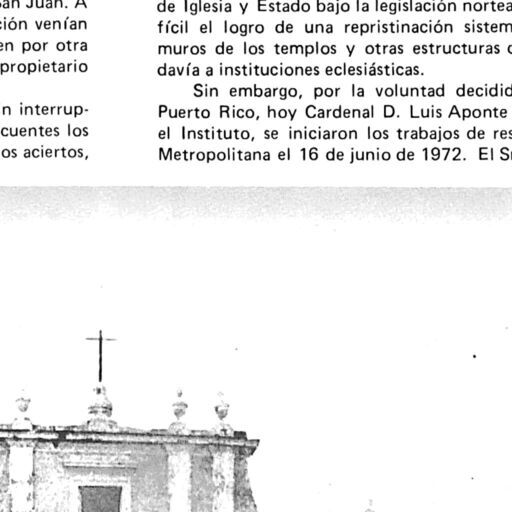 San Juan. A
ción venían
en por otra
propietario
n interrup-
cuentes los
os aciertos,
de Iglesia y Estado bajo la legislación nortea
fícil el logro de una repristinación sistem
muros de los templos y otras estructuras
davía a instituciones eclesiásticas.
Sin embargo, por la voluntad decidid
Puerto Rico, hoy Cardenal D. Luis Aponte
el Instituto, se iniciaron los trabajos de res
Metropolitana el 16 de junio de 1972. El S